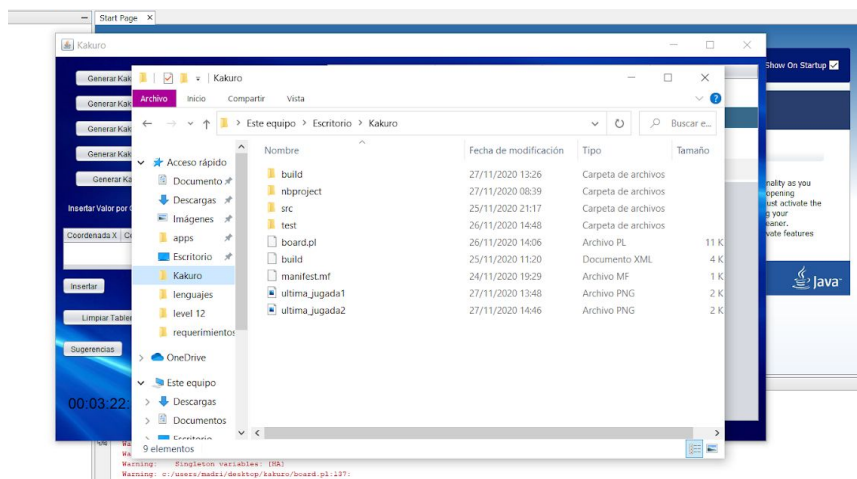 Start Page
Kakuro
Show On Startup
Generar Kak
Generar Kak
Generar Kak
Generar Kak
Generar Ka
Insertar Valor por
Coordenada X
Insertar
Limpiar Tabler
Sugerencias
00:03:22:
Kakuro
Archivo Inicio Compartir Vista
Este equipo > Escritorio > Kakuro
Buscar e...
Nombre Fecha de modificación Tipo Tamaño
Acceso rápido
Documento
Descargas
Imágenes
apps
Escritorio
Kakuro
lenguajes
level 12
requerimientos
OneDrive
Este equipo
Descargas
Documentos
Escritorio
build 27/11/2020 13:26 Carpeta de archivos
nbproject 27/11/2020 08:39 Carpeta de archivos
src 25/11/2020 21:17 Carpeta de archivos
test 26/11/2020 14:48 Carpeta de archivos
board.pl 26/11/2020 14:06 Archivo PL 11 K
build 25/11/2020 11:20 Documento XML 4 K
manifest.mf 24/11/2020 19:29 Archivo MF 1 K
ultima_jugada1 27/11/2020 13:48 Archivo PNG 2 K
ultima_jugada2 27/11/2020 14:46 Archivo PNG 2 K
9 elementos
nality as you
opening
ust activate the
g your
eaner.
vate features
Java
Wa
Wa
Warning: Singleton variables: [MA]
Warning: c:/users/madri/desktop/kakuro/board.pl:137: